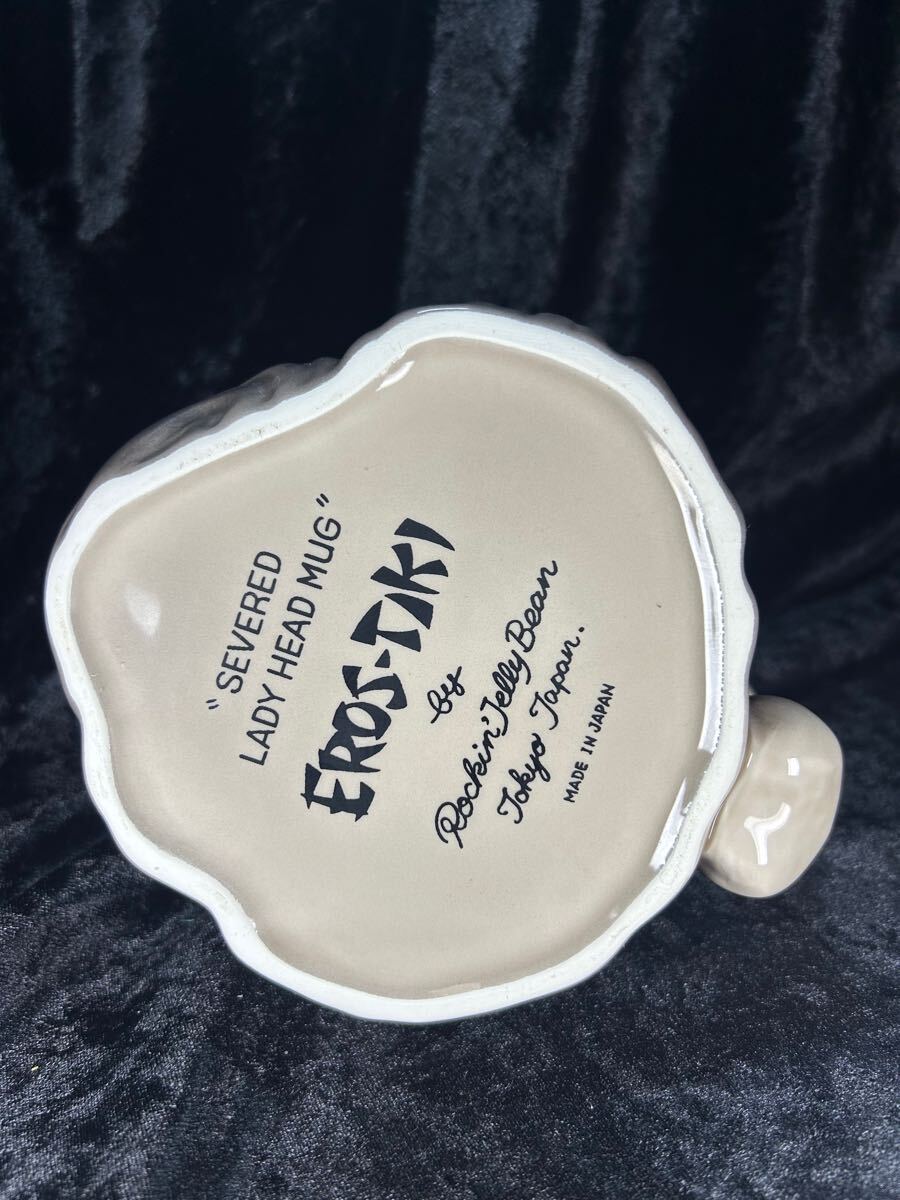 "SEVERED
LADY HEAD MUG"
EROS-TIKI
by
Rockin' Jelly Bean
Tokyo Japan.
MADE IN JAPAN